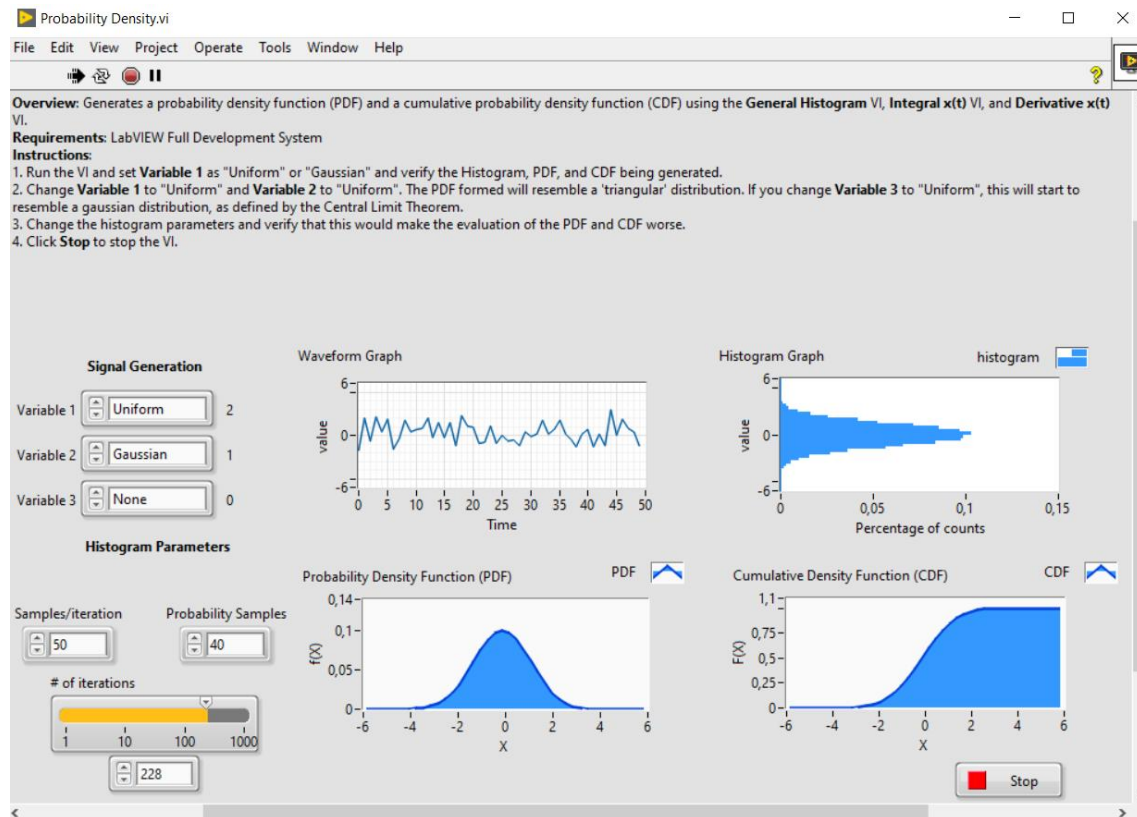 Probability Density.vi
File Edit View Project Operate Tools Window Help
Overview: Generates a probability density function (PDF) and a cumulative probability density function (CDF) using the General Histogram VI, Integral x(t) VI, and Derivative x(t)
VI.
Requirements: LabVIEW Full Development System
Instructions:
1. Run the VI and set Variable 1 as "Uniform" or "Gaussian" and verify the Histogram, PDF, and CDF being generated.
2. Change Variable 1 to "Uniform" and Variable 2 to "Uniform". The PDF formed will resemble a 'triangular' distribution. If you change Variable 3 to "Uniform", this will start to
resemble a gaussian distribution, as defined by the Central Limit Theorem.
3. Change the histogram parameters and verify that this would make the evaluation of the PDF and CDF worse.
4. Click Stop to stop the VI.
Signal Generation
Variable 1 Uniform 2
Variable 2 Gaussian 1
Variable 3 None 0
Waveform Graph
6
0
-6
value
0 5 10 15 20 25 30 35 40 45 50
Time
Histogram Graph histogram
6
0
-6
value
0 0,05 0,1 0,15
Percentage of counts
Histogram Parameters
Samples/iteration Probability Samples
50 40
# of iterations
1 10 100 1000
228
Probability Density Function (PDF) PDF
0,14
0,1
0,05
0
f(X)
-6 -4 -2 0 2 4 6
X
Cumulative Density Function (CDF) CDF
1,1
0,75
0,5
0,25
0
F(X)
-6 -4 -2 0 2 4 6
X
Stop